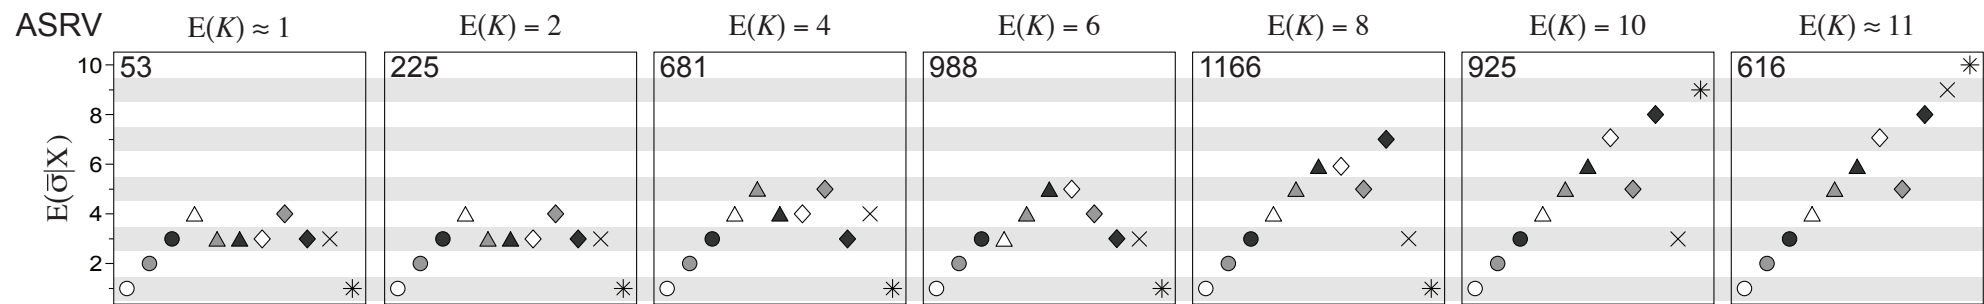 ASRV E(K) ≈ 1 E(K) = 2 E(K) = 4 E(K) = 6 E(K) = 8 E(K) = 10 E(K) ≈ 11
53 225 681 988 1166 925 616
10
8
6
4
2
E(σ̅|X)